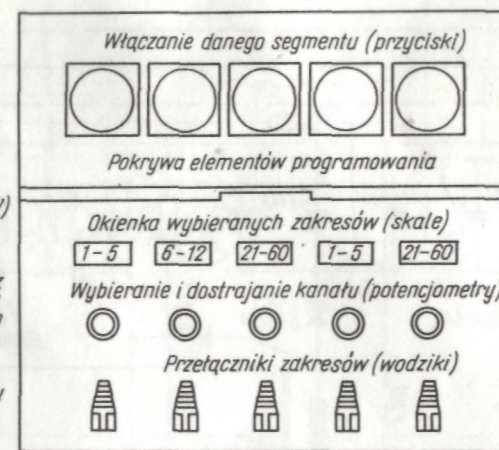 Włączanie danego segmentu (przyciski)
Pokrywa elementów programowania
Okienka wybieranych zakresów (skale)
1-5 6-12 21-60 1-5 21-60
Wybieranie i dostrajanie kanału (potencjometry)
Przełączniki zakresów (wodziki)